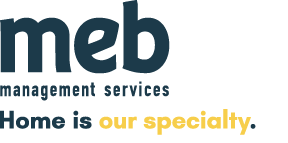 meb
management services
Home is our specialty.